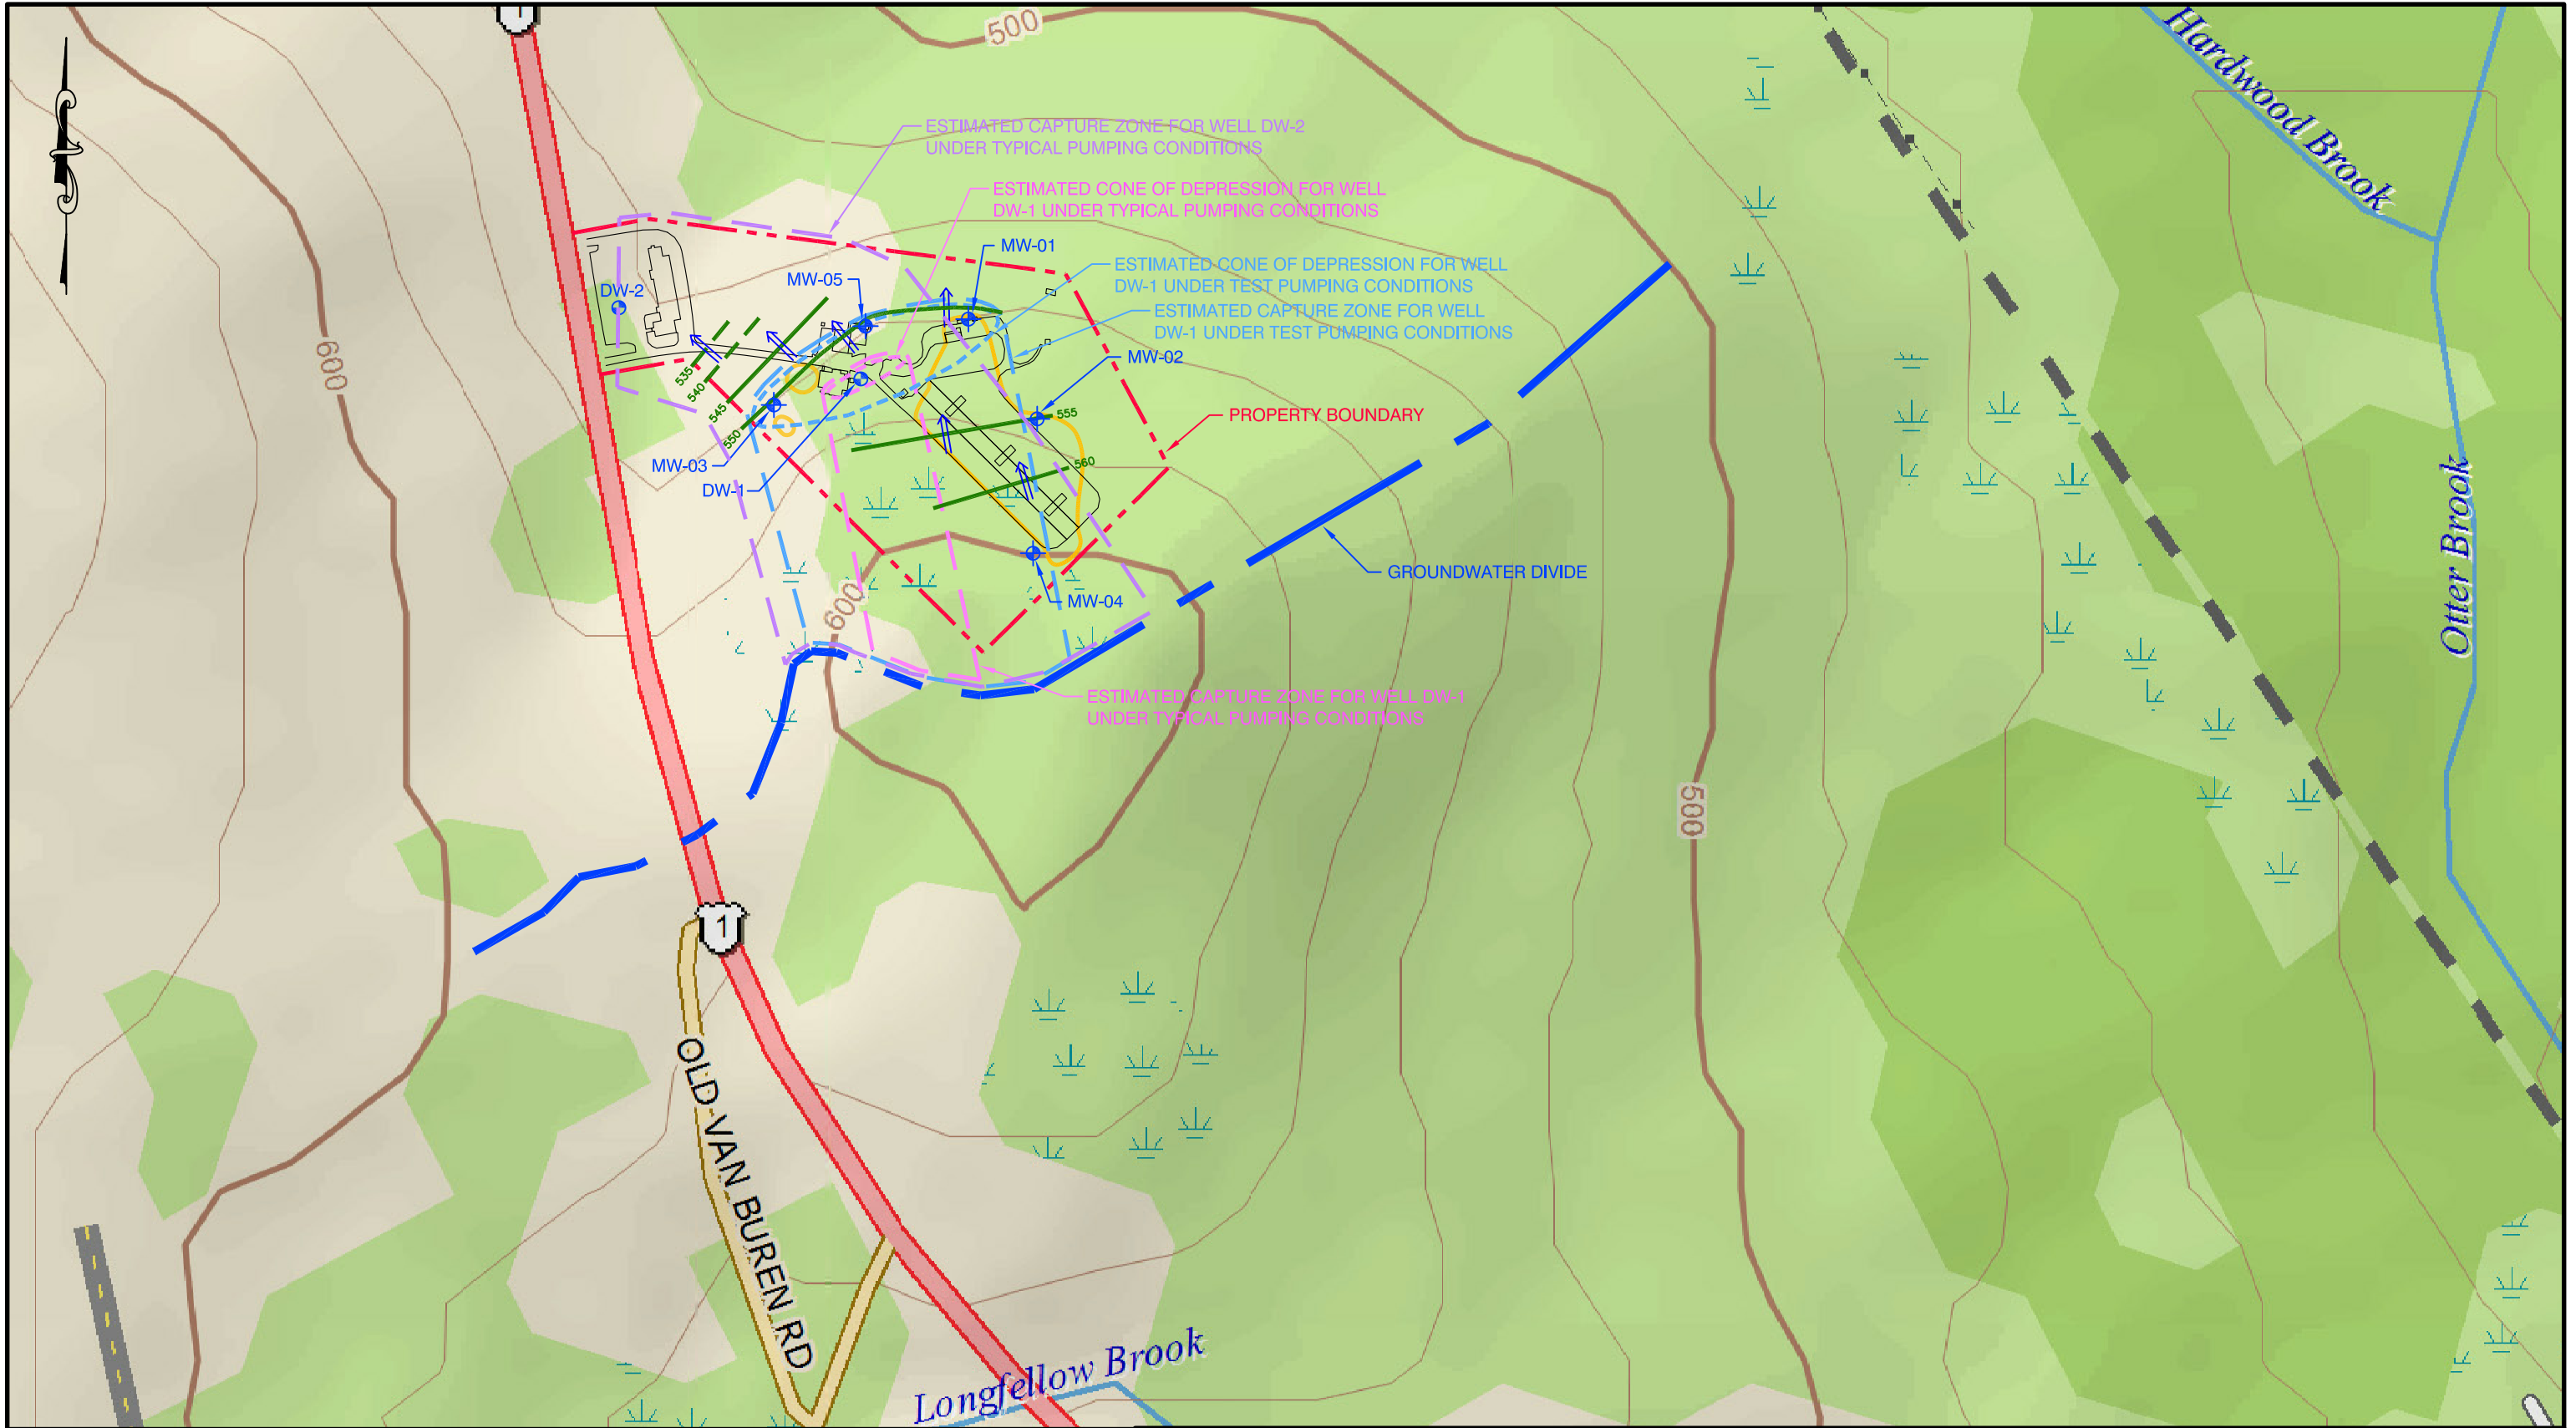 1
500
Hardwood Brook
ESTIMATED CAPTURE ZONE FOR WELL DW-2
UNDER TYPICAL PUMPING CONDITIONS
ESTIMATED CONE OF DEPRESSION FOR WELL
DW-1 UNDER TYPICAL PUMPING CONDITIONS
MW-01
ESTIMATED CONE OF DEPRESSION FOR WELL
DW-1 UNDER TEST PUMPING CONDITIONS
MW-05
DW-2
ESTIMATED CAPTURE ZONE FOR WELL
DW-1 UNDER TEST PUMPING CONDITIONS
MW-02
600
535
540
545
550
555
PROPERTY BOUNDARY
560
MW-03
DW-1
Otter Brook
GROUNDWATER DIVIDE
600
MW-04
ESTIMATED CAPTURE ZONE FOR WELL DW-1
UNDER TYPICAL PUMPING CONDITIONS
500
1
OLD VAN BUREN RD
Longfellow Brook